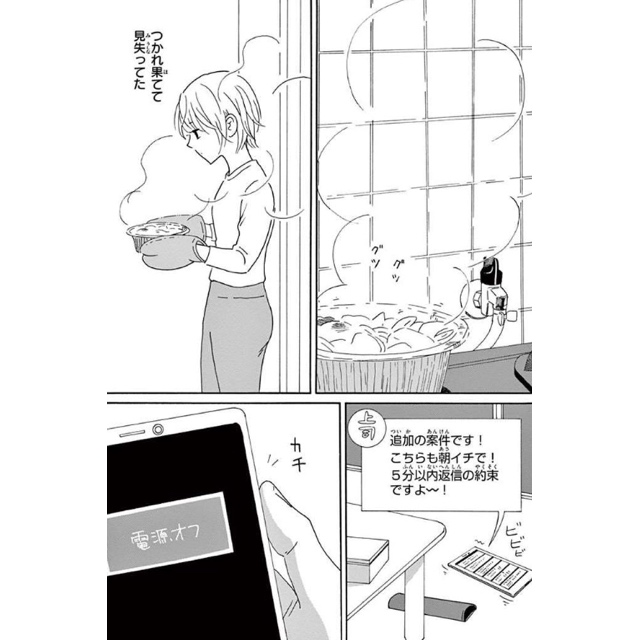 グツ
グツ
つかれ果てて
見失ってた
上司
追加の案件です！
こちらも朝イチで！
5分以内返信の約束
ですよ〜！
ビビビ
カチ
電源オフ